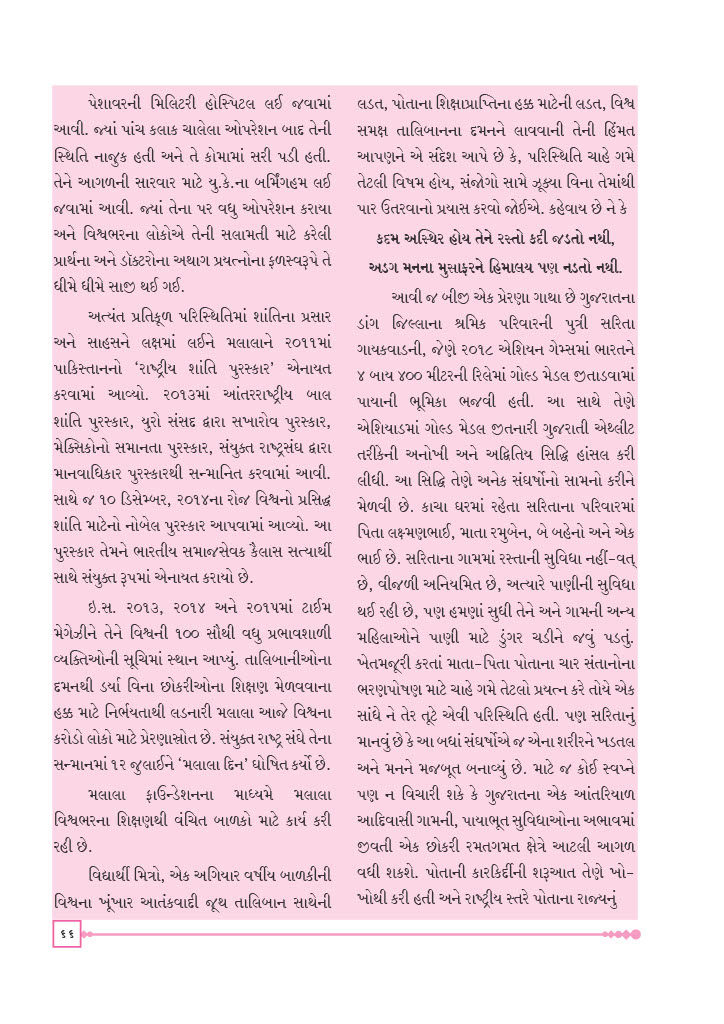 પેશાવરની મિલિટરી હોસ્પિટલ લઈ જવામાં
આવી. જ્યાં પાંચ કલાક ચાલેલા ઓપરેશન બાદ તેની
સ્થિતિ નાજુક હતી અને તે કોમામાં સરી પડી હતી.
તેને આગળની સારવાર માટે યુ.કે.ના બર્મિંગહમ લઈ
જવામાં આવી. જ્યાં તેના પર વધુ ઓપરેશન કરાયા
અને વિશ્વભરના લોકોએ તેની સલામતી માટે કરેલી
પ્રાર્થના અને ડૉક્ટરોના અથાગ પ્રયત્નોના ફળસ્વરૂપે તે
ધીમે ધીમે સાજી થઈ ગઈ.
અત્યંત પ્રતિકૂળ પરિસ્થિતિમાં શાંતિના પ્રસાર
અને સાહસને લક્ષમાં લઈને મલાલાને ૨૦૧૧માં
પાકિસ્તાનનો ‘રાષ્ટ્રીય શાંતિ પુરસ્કાર’ એનાયત
કરવામાં આવ્યો. ૨૦૧૩માં આંતરરાષ્ટ્રીય બાલ
શાંતિ પુરસ્કાર, યુરો સંસદ દ્વારા સખારોવ પુરસ્કાર,
મેક્સિકોનો સમાનતા પુરસ્કાર, સંયુક્ત રાષ્ટ્રસંઘ દ્વારા
માનવાધિકાર પુરસ્કારથી સન્માનિત કરવામાં આવી.
સાથે જ ૧૦ ડિસેમ્બર, ૨૦૧૪ના રોજ વિશ્વનો પ્રસિદ્ધ
શાંતિ માટેનો નોબેલ પુરસ્કાર આપવામાં આવ્યો. આ
પુરસ્કાર તેમને ભારતીય સમાજસેવક કૈલાસ સત્યાર્થી
સાથે સંયુક્ત રૂપમાં એનાયત કરાયો છે.
ઇ.સ. ૨૦૧૩, ૨૦૧૪ અને ૨૦૧૫માં ટાઈમ
મેગેઝીને તેને વિશ્વની ૧૦૦ સૌથી વધુ પ્રભાવશાળી
વ્યક્તિઓની સૂચિમાં સ્થાન આપ્યું. તાલિબાનીઓના
દમનથી ડર્યા વિના છોકરીઓના શિક્ષણ મેળવવાના
હક્ક માટે નિર્ભયતાથી લડનારી મલાલા આજે વિશ્વના
કરોડો લોકો માટે પ્રેરણાસ્રોત છે. સંયુક્ત રાષ્ટ્ર સંઘે તેના
સન્માનમાં ૧૨ જુલાઈને ‘મલાલા દિન’ ઘોષિત કર્યો છે.
મલાલા ફાઉન્ડેશનના માધ્યમે મલાલા
વિશ્વભરના શિક્ષણથી વંચિત બાળકો માટે કાર્ય કરી
રહી છે.
વિદ્યાર્થી મિત્રો, એક અગિયાર વર્ષીય બાળકીની
વિશ્વના ખૂંખાર આતંકવાદી જૂથ તાલિબાન સાથેની
લડત, પોતાના શિક્ષાપ્રાપ્તિના હક્ક માટેની લડત, વિશ્વ
સમક્ષ તાલિબાનના દમનને લાવવાની તેની હિંમત
આપણને એ સંદેશ આપે છે કે, પરિસ્થિતિ ચાહે ગમે
તેટલી વિષમ હોય, સંજોગો સામે ઝૂક્યા વિના તેમાંથી
પાર ઉતરવાનો પ્રયાસ કરવો જોઈએ. કહેવાય છે ને કે
કદમ અસ્થિર હોય તેને રસ્તો કદી જડતો નથી,
અડગ મનના મુસાફરને હિમાલય પણ નડતો નથી.
આવી જ બીજી એક પ્રેરણા ગાથા છે ગુજરાતના
ડાંગ જિલ્લાના શ્રમિક પરિવારની પુત્રી સરિતા
ગાયકવાડની, જેણે ૨૦૧૮ એશિયન ગેમ્સમાં ભારતને
૪ બાય ૪૦૦ મીટરની રિલેમાં ગોલ્ડ મેડલ જીતાડવામાં
પાયાની ભૂમિકા ભજવી હતી. આ સાથે તેણે
એશિયાડમાં ગોલ્ડ મેડલ જીતનારી ગુજરાતી એથ્લીટ
તરીકેની અનોખી અને અદ્વિતિય સિદ્ધિ હાંસલ કરી
લીધી. આ સિદ્ધિ તેણે અનેક સંઘર્ષોનો સામનો કરીને
મેળવી છે. કાચા ઘરમાં રહેતા સરિતાના પરિવારમાં
પિતા લક્ષ્મણભાઈ, માતા રમુબેન, બે બહેનો અને એક
ભાઈ છે. સરિતાના ગામમાં રસ્તાની સુવિધા નહીં-વત્
છે, વીજળી અનિયમિત છે, અત્યારે પાણીની સુવિધા
થઈ રહી છે, પણ હમણાં સુધી તેને અને ગામની અન્ય
મહિલાઓને પાણી માટે ડુંગર ચડીને જવું પડતું.
ખેતમજૂરી કરતાં માતા-પિતા પોતાના ચાર સંતાનોના
ભરણપોષણ માટે ચાહે ગમે તેટલો પ્રયત્ન કરે તોયે એક
સાંધે ને તેર તૂટે એવી પરિસ્થિતિ હતી. પણ સરિતાનું
માનવું છે કે આ બધાં સંઘર્ષોએ જ એના શરીરને ખડતલ
અને મનને મજબૂત બનાવ્યું છે. માટે જ કોઈ સ્વપ્ને
પણ ન વિચારી શકે કે ગુજરાતના એક આંતરિયાળ
આદિવાસી ગામની, પાયાભૂત સુવિધાઓના અભાવમાં
જીવતી એક છોકરી રમતગમત ક્ષેત્રે આટલી આગળ
વધી શકશે. પોતાની કારકિર્દીની શરૂઆત તેણે ખો-
ખોથી કરી હતી અને રાષ્ટ્રીય સ્તરે પોતાના રાજ્યનું
૬૬